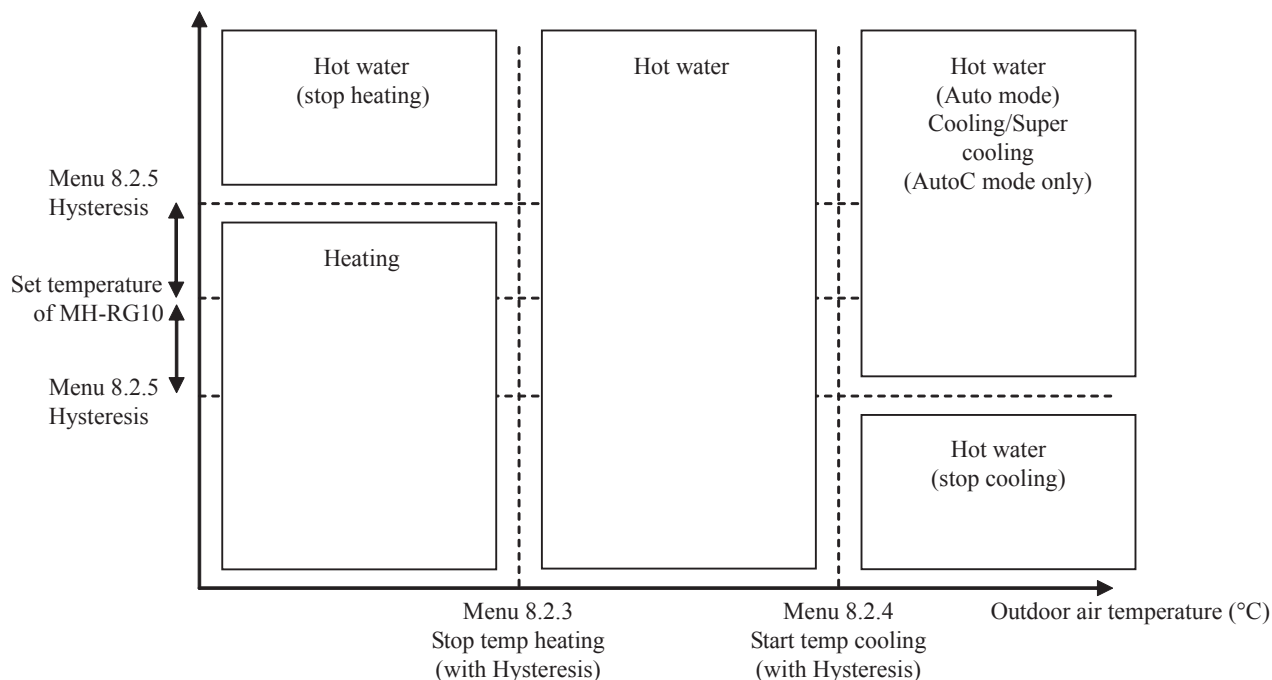 Hot water
(stop heating)
Hot water
Hot water
(Auto mode)
Cooling/Super
cooling
(AutoC mode only)
Menu 8.2.5
Hysteresis
Heating
Set temperature
of MH-RG10
Menu 8.2.5
Hysteresis
Hot water
(stop cooling)
Menu 8.2.3
Stop temp heating
(with Hysteresis)
Menu 8.2.4
Start temp cooling
(with Hysteresis)
Outdoor air temperature (°C)